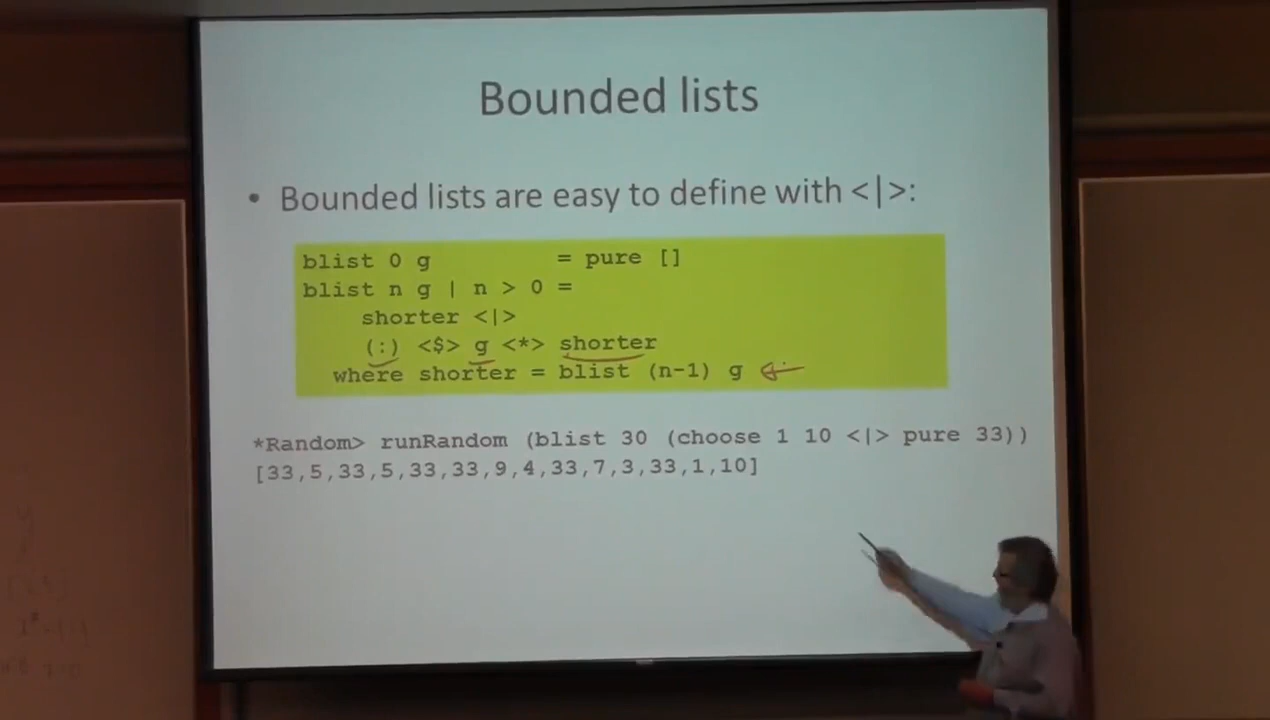 Bounded lists
• Bounded lists are easy to define with <|>:
blist 0 g = pure []
blist n g | n > 0 =
shorter <|>
(:) <$> g <*> shorter
where shorter = blist (n-1) g
*Random> runRandom (blist 30 (choose 1 10 <|> pure 33))
[33,5,33,5,33,33,9,4,33,7,3,33,1,10]